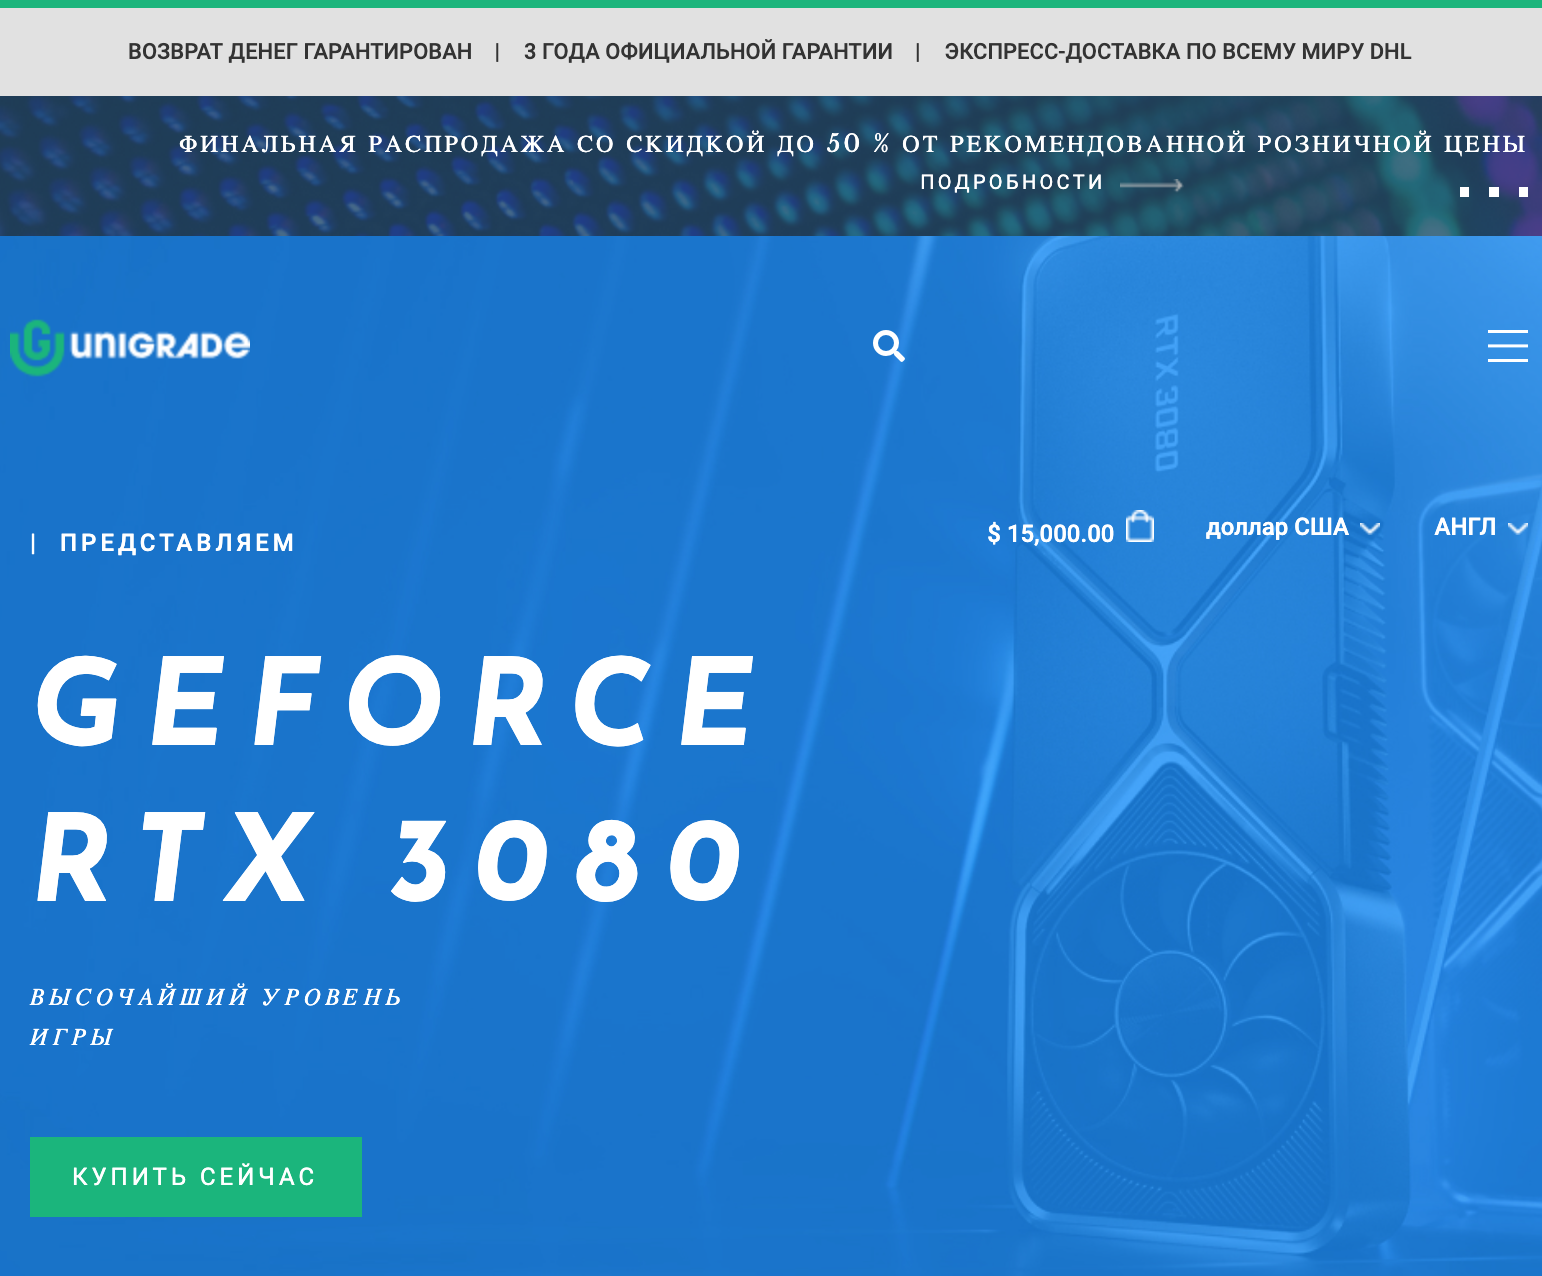 ВОЗВРАТ ДЕНЕГ ГАРАНТИРОВАН | 3 ГОДА ОФИЦИАЛЬНОЙ ГАРАНТИИ | ЭКСПРЕСС-ДОСТАВКА ПО ВСЕМУ МИРУ DHL
ФИНАЛЬНАЯ РАСПРОДАЖА СО СКИДКОЙ ДО 50 % ОТ РЕКОМЕНДОВАННОЙ РОЗНИЧНОЙ ЦЕНЫ
ПОДРОБНОСТИ
UNIGRADE
RTX 3080
$ 15,000.00 доллар США АНГЛ
| ПРЕДСТАВЛЯЕМ
GEFORCE
RTX 3080
ВЫСОЧАЙШИЙ УРОВЕНЬ
ИГРЫ
КУПИТЬ СЕЙЧАС